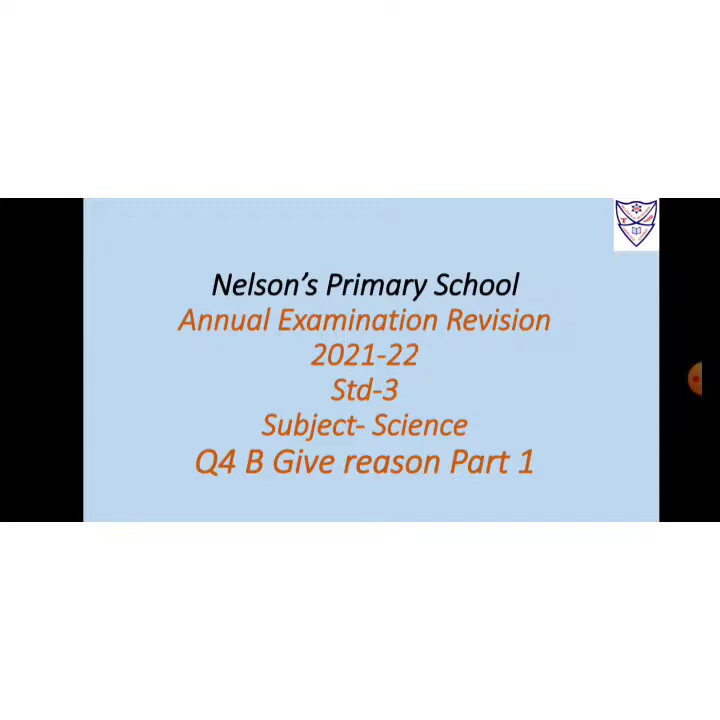 Nelson's Primary School
Annual Examination Revision
2021-22
Std-3
Subject- Science
Q4 B Give reason Part 1